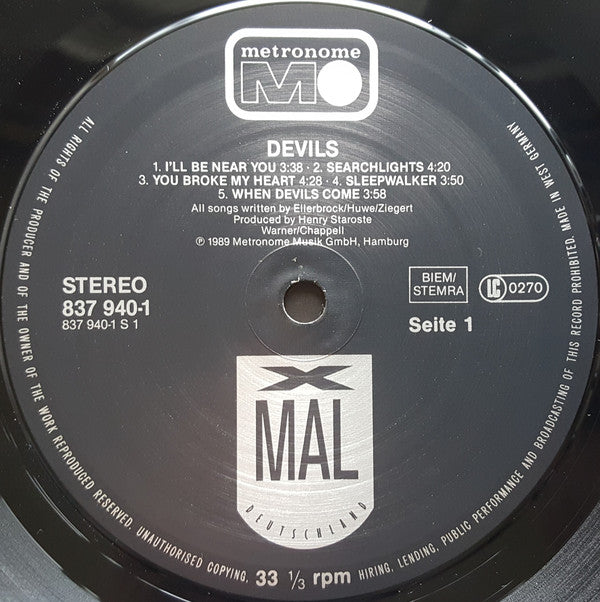 metronome
MO
DEVILS
1. I'LL BE NEAR YOU 3:38 · 2. SEARCHLIGHTS 4:20
3. YOU BROKE MY HEART 4:28 · 4. SLEEPWALKER 3:50
5. WHEN DEVILS COME 3:58
All songs written by Ellerbrock/Huwe/Ziegert
Produced by Henry Staroste
Warner/Chappell
℗ 1989 Metronome Musik GmbH, Hamburg
STEREO
837 940-1
837 940-1 S 1
BIEM/
STEMRA
LC 0270
Seite 1
X
MAL
DEUTSCHLAND
ALL RIGHTS OF THE PRODUCER AND OF THE OWNER OF THE WORK REPRODUCED RESERVED. UNAUTHORISED COPYING, HIRING, LENDING, PUBLIC PERFORMANCE AND BROADCASTING OF THIS RECORD PROHIBITED. MADE IN WEST GERMANY
33 1/3 rpm